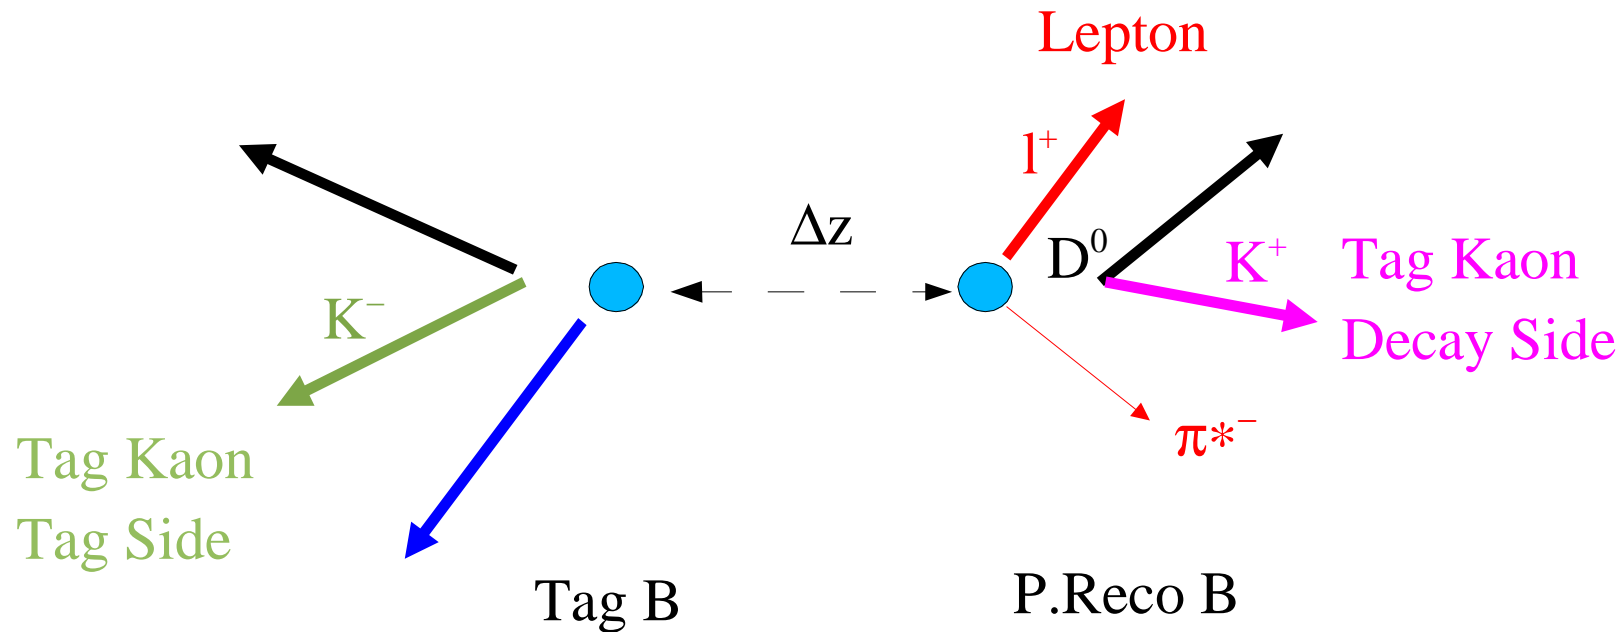 Lepton
l⁺
Δz
D⁰
K⁺
Tag Kaon
Decay Side
K⁻
π*⁻
Tag Kaon
Tag Side
Tag B
P.Reco B